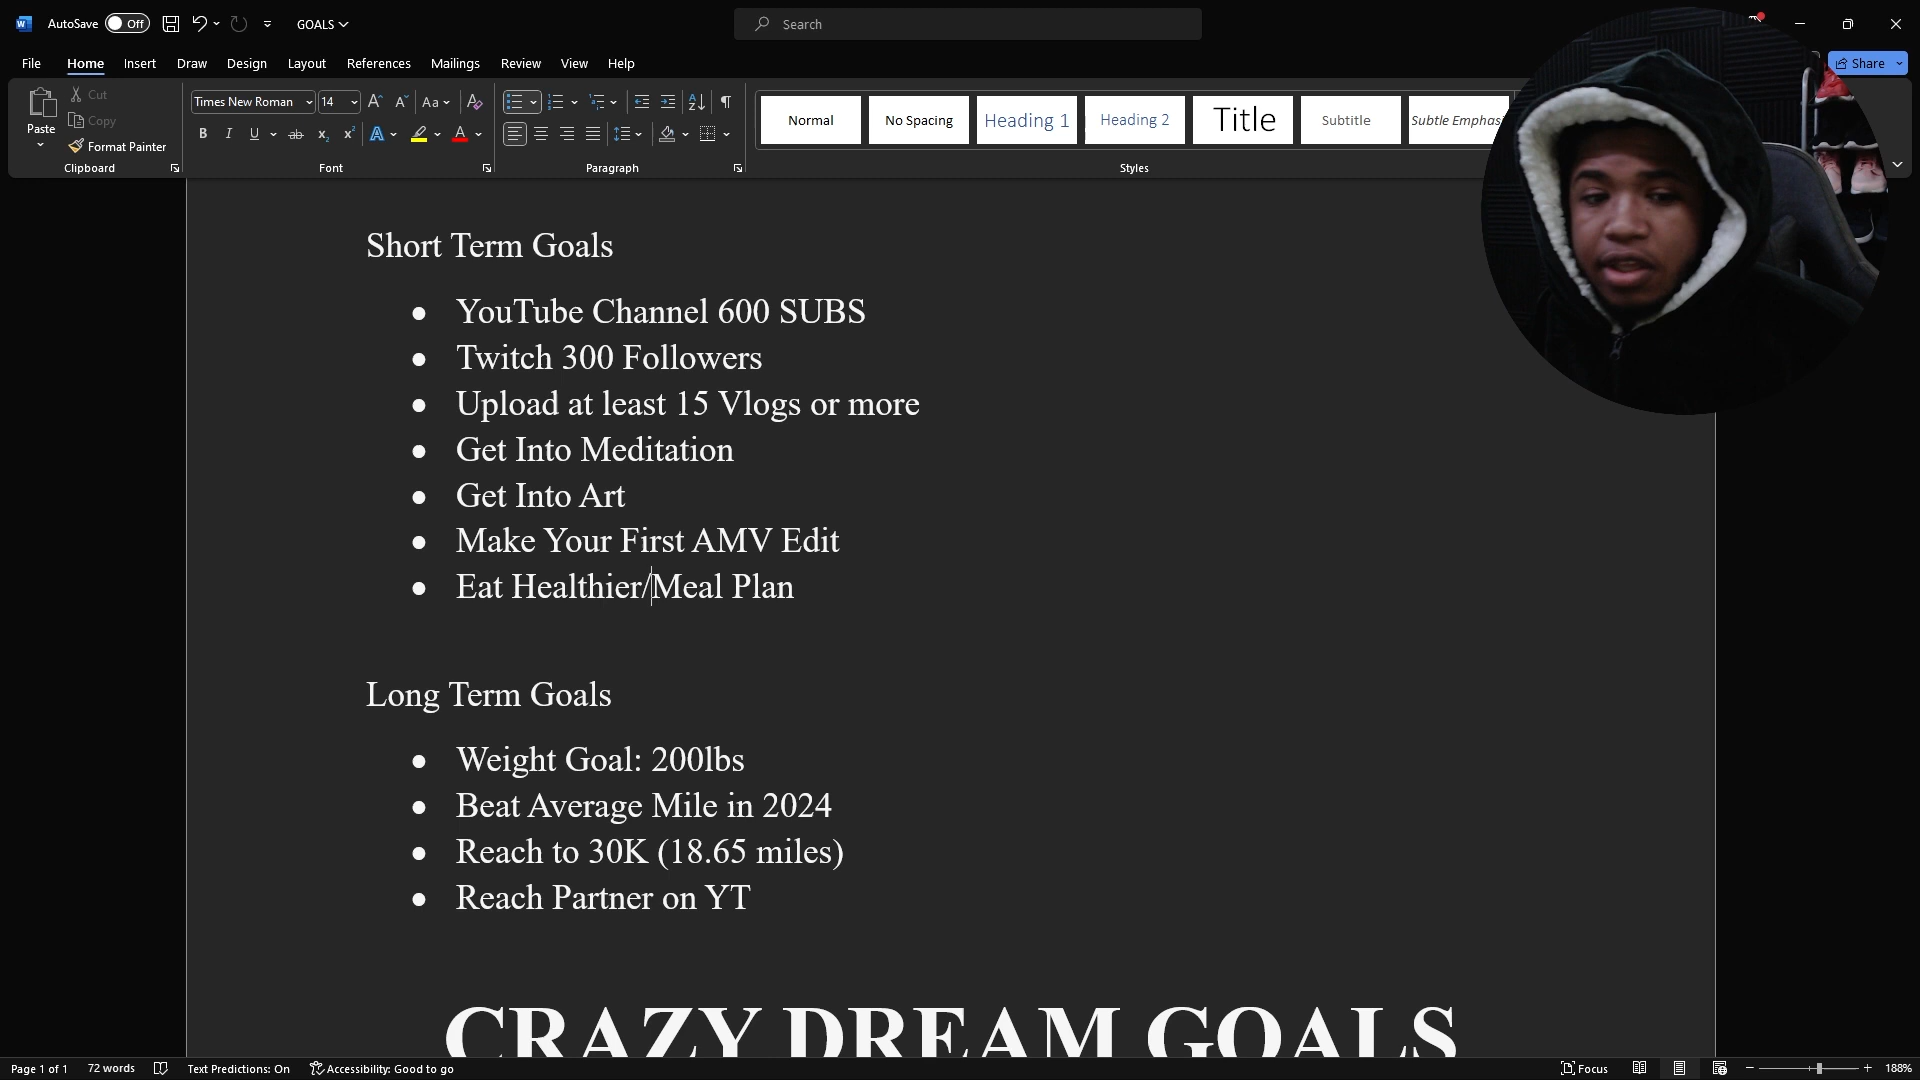 AutoSave Off GOALS Search
File Home Insert Draw Design Layout References Mailings Review View Help Share
Paste Cut Copy Format Painter Clipboard
Times New Roman 14 Aa Font
Paragraph
Normal No Spacing Heading 1 Heading 2 Title Subtitle Subtle Emphasi
Styles
Short Term Goals
● YouTube Channel 600 SUBS
● Twitch 300 Followers
● Upload at least 15 Vlogs or more
● Get Into Meditation
● Get Into Art
● Make Your First AMV Edit
● Eat Healthier/Meal Plan
Long Term Goals
● Weight Goal: 200lbs
● Beat Average Mile in 2024
● Reach to 30K (18.65 miles)
● Reach Partner on YT
CRAZY DREAM GOALS
Page 1 of 1 72 words Text Predictions: On Accessibility: Good to go Focus 188%